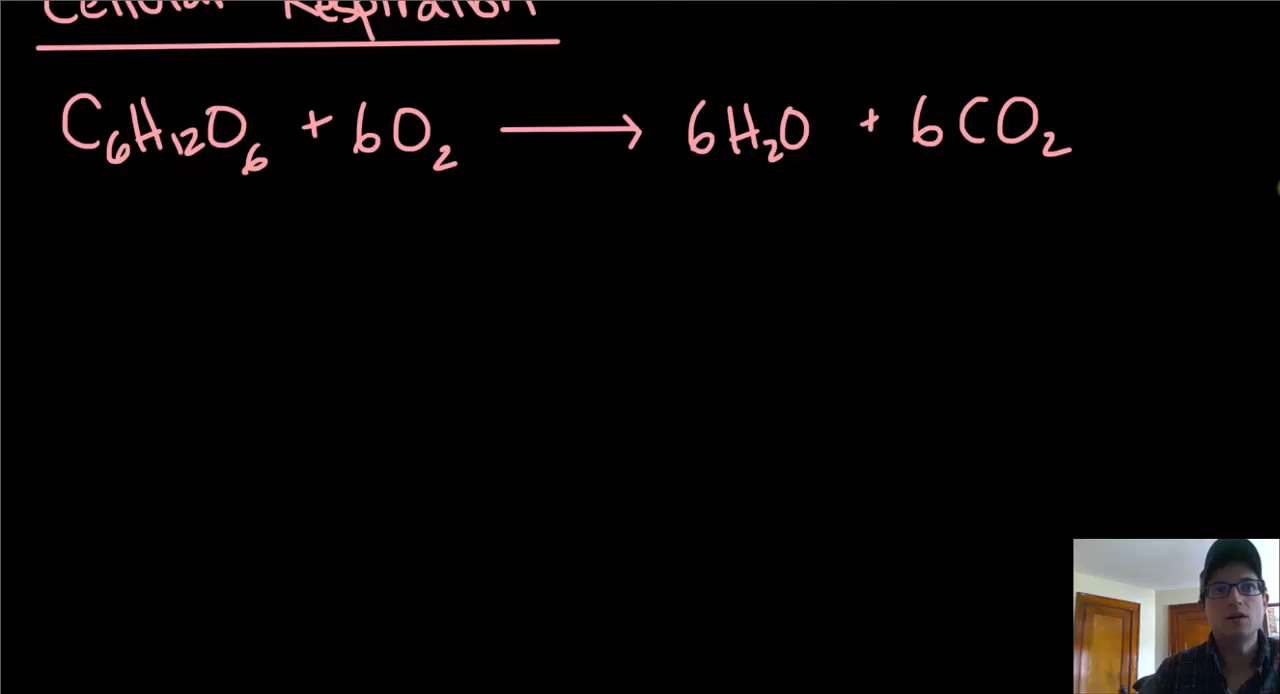 Cellular Respiration
C₆H₁₂O₆ + 6O₂ ⟶ 6H₂O + 6CO₂